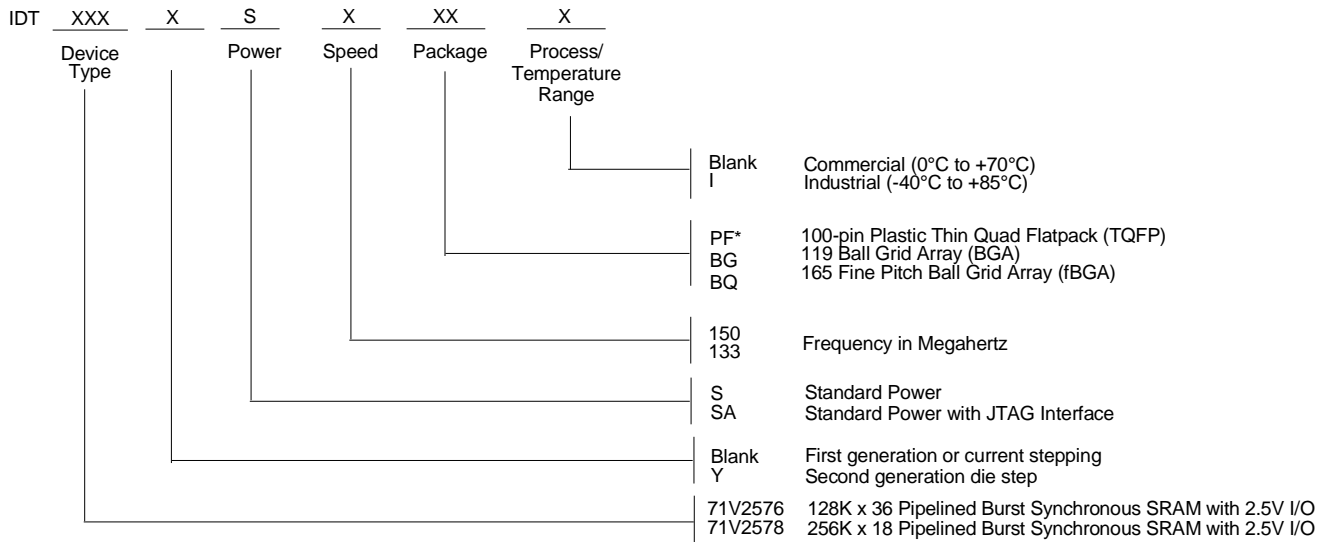 IDT XXX X S X XX X
Device Type Power Speed Package Process/ Temperature Range
Blank Commercial (0°C to +70°C)
I Industrial (-40°C to +85°C)
PF* 100-pin Plastic Thin Quad Flatpack (TQFP)
BG 119 Ball Grid Array (BGA)
BQ 165 Fine Pitch Ball Grid Array (fBGA)
150
133
Frequency in Megahertz
S Standard Power
SA Standard Power with JTAG Interface
Blank First generation or current stepping
Y Second generation die step
71V2576 128K x 36 Pipelined Burst Synchronous SRAM with 2.5V I/O
71V2578 256K x 18 Pipelined Burst Synchronous SRAM with 2.5V I/O